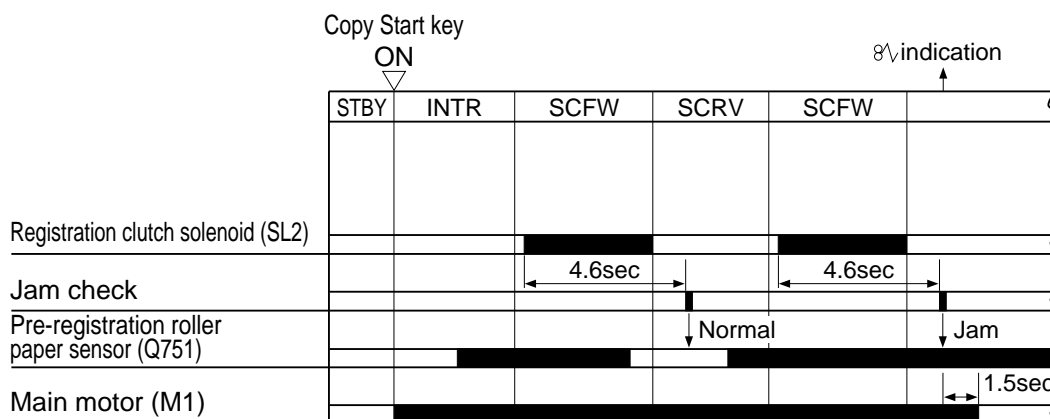 Copy Start key
ON
indication
STBY INTR SCFW SCRV SCFW
Registration clutch solenoid (SL2)
4.6sec 4.6sec
Jam check
Pre-registration roller
paper sensor (Q751)
Normal Jam
1.5sec
Main motor (M1)